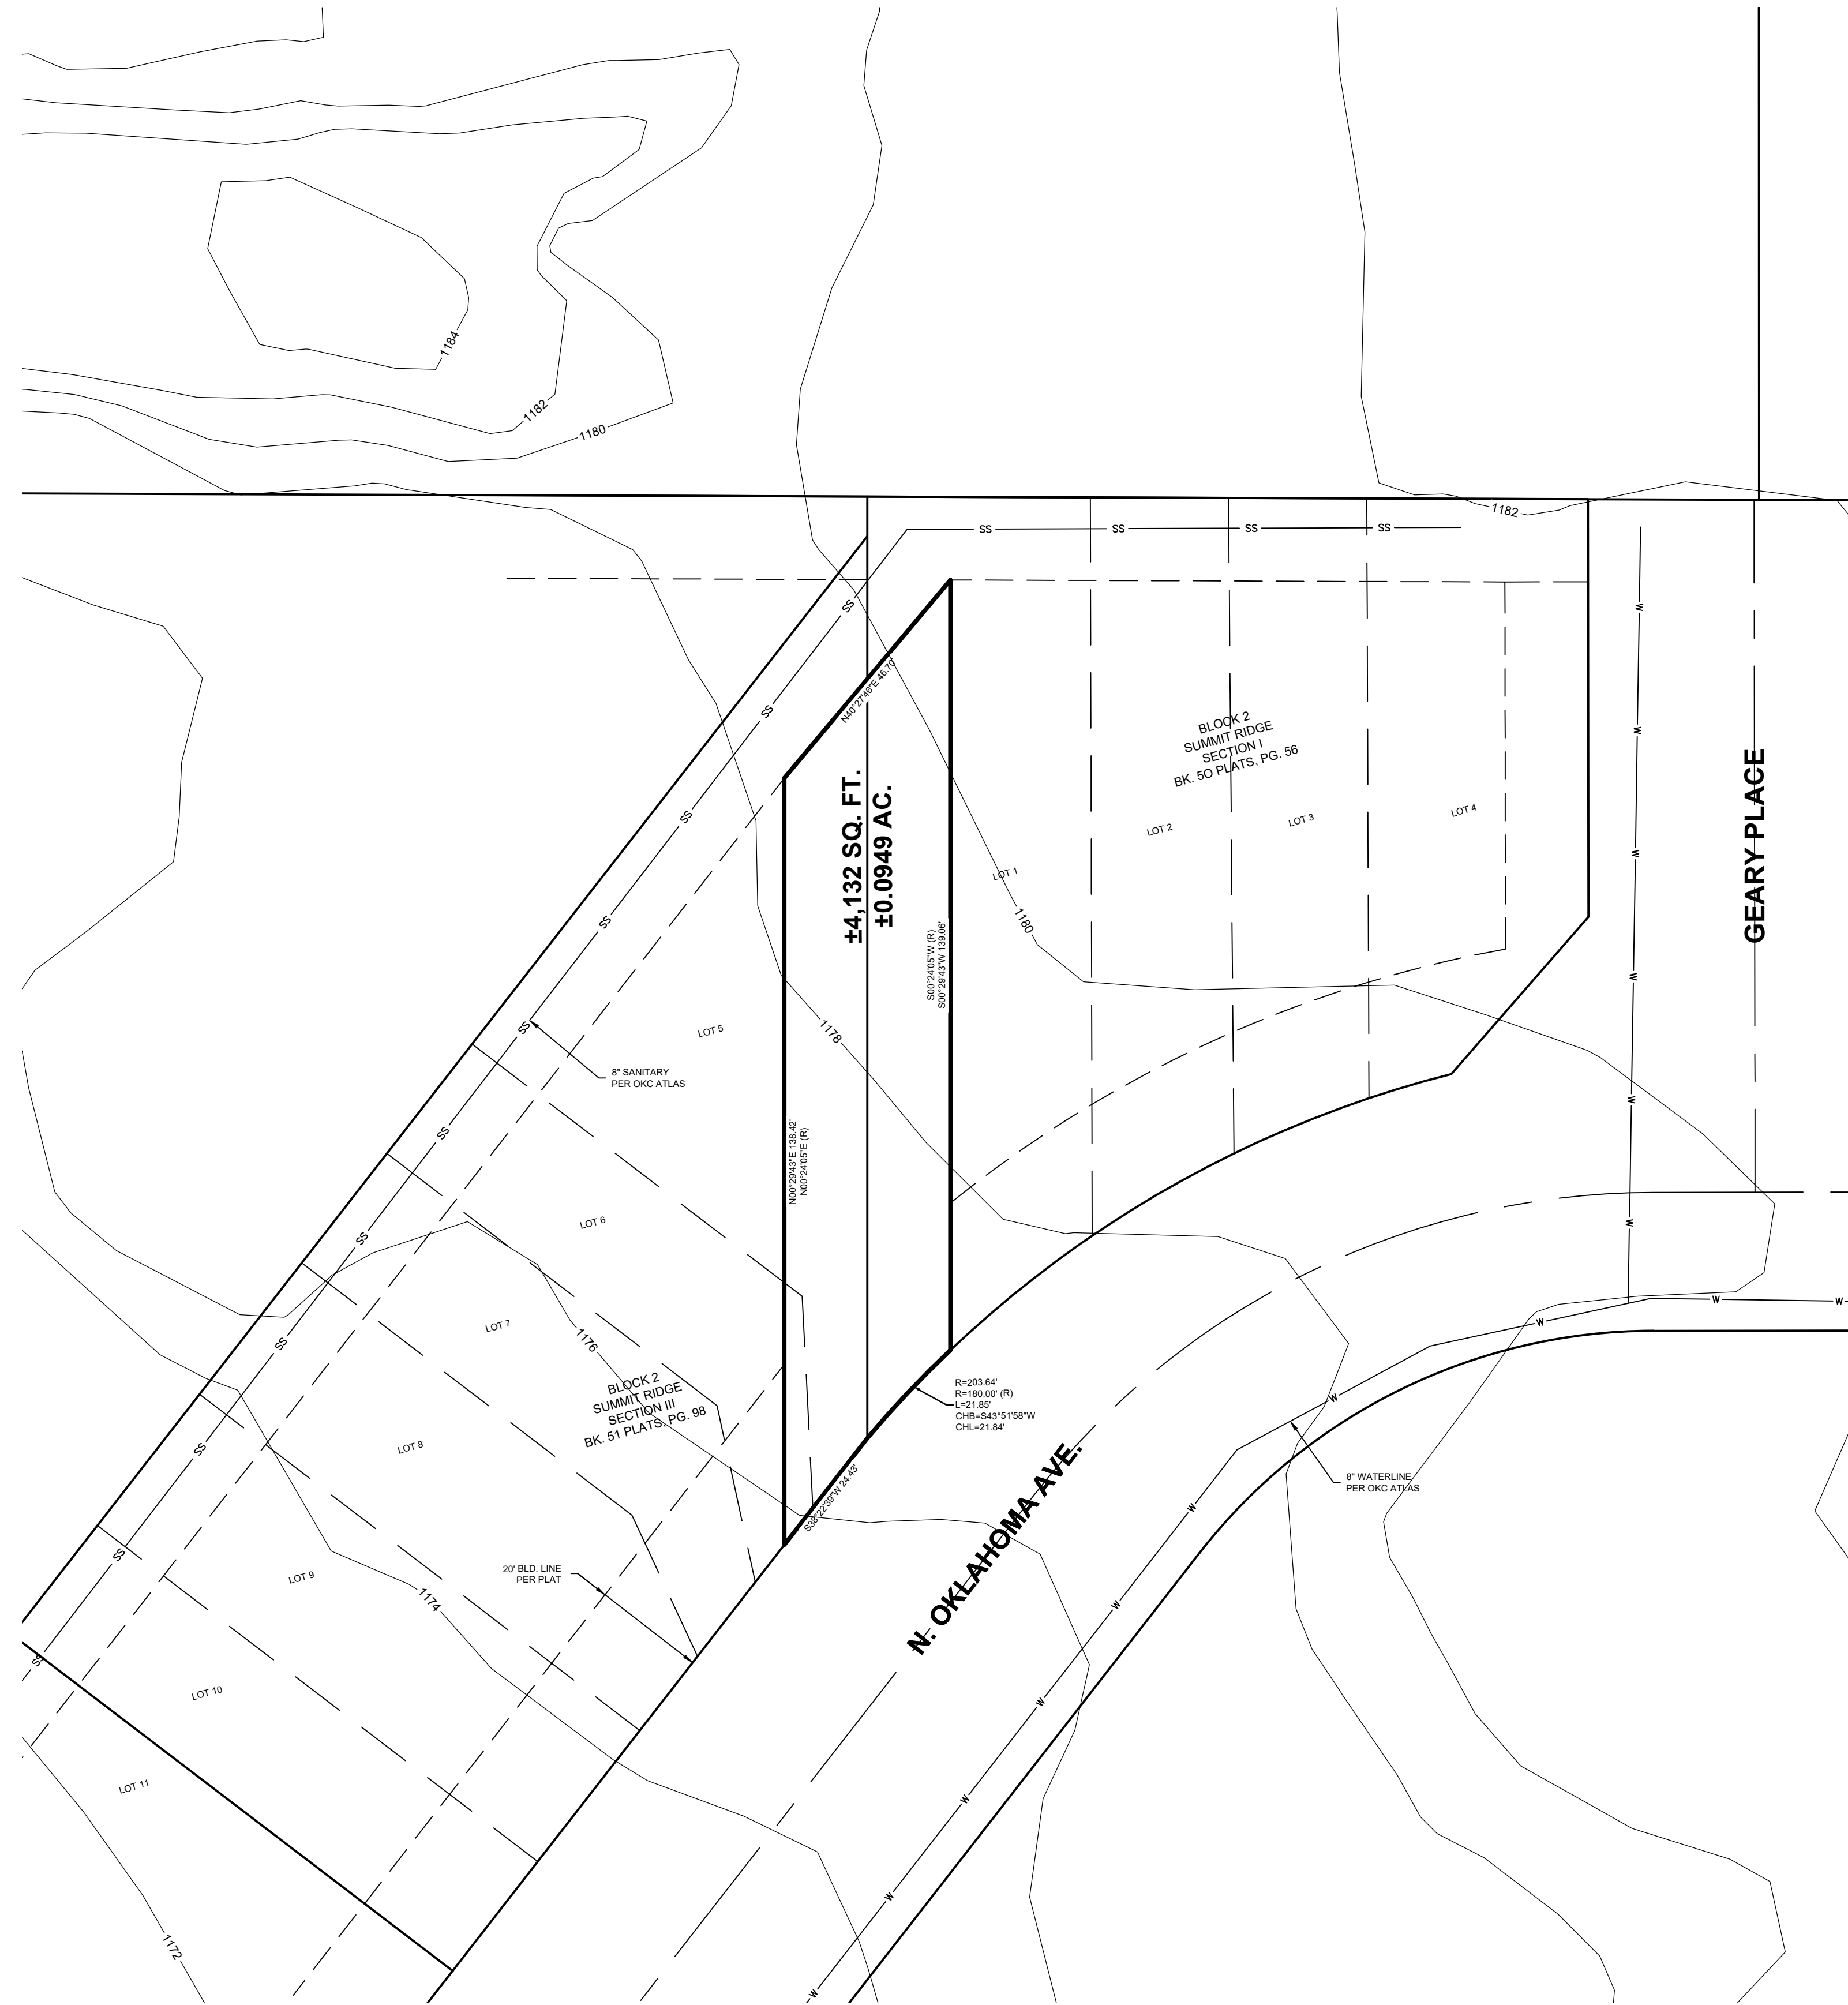 1184
1182
1180
1182
SS SS SS SS
SS
N40°27'46"E 46.70'
SS
SS
SS
SS
SS
SS
SS
SS
SS
SS
W
W
W
W
W
W
BLOCK 2
SUMMIT RIDGE
SECTION I
BK. 5O PLATS, PG. 56
±4,132 SQ. FT.
±0.0949 AC.
GEARY PLACE
LOT 1
LOT 2
LOT 3
LOT 4
1180
S00°24'05"W (R)
S00°29'43"W 139.06'
LOT 5
1178
8" SANITARY
PER OKC ATLAS
N00°29'43"E 138.42'
N00°24'05"E (R)
LOT 6
LOT 7
1176
BLOCK 2
SUMMIT RIDGE
SECTION III
BK. 51 PLATS, PG. 98
R=203.64'
R=180.00' (R)
L=21.85'
CHB=S43°51'58"W
CHL=21.84'
W W W
W
LOT 8
S38°22'39"W 24.43'
8" WATERLINE
PER OKC ATLAS
N. OKLAHOMA AVE.
20' BLD. LINE
PER PLAT
LOT 9
1174
W
W
W
W
W
W
LOT 10
LOT 11
1172